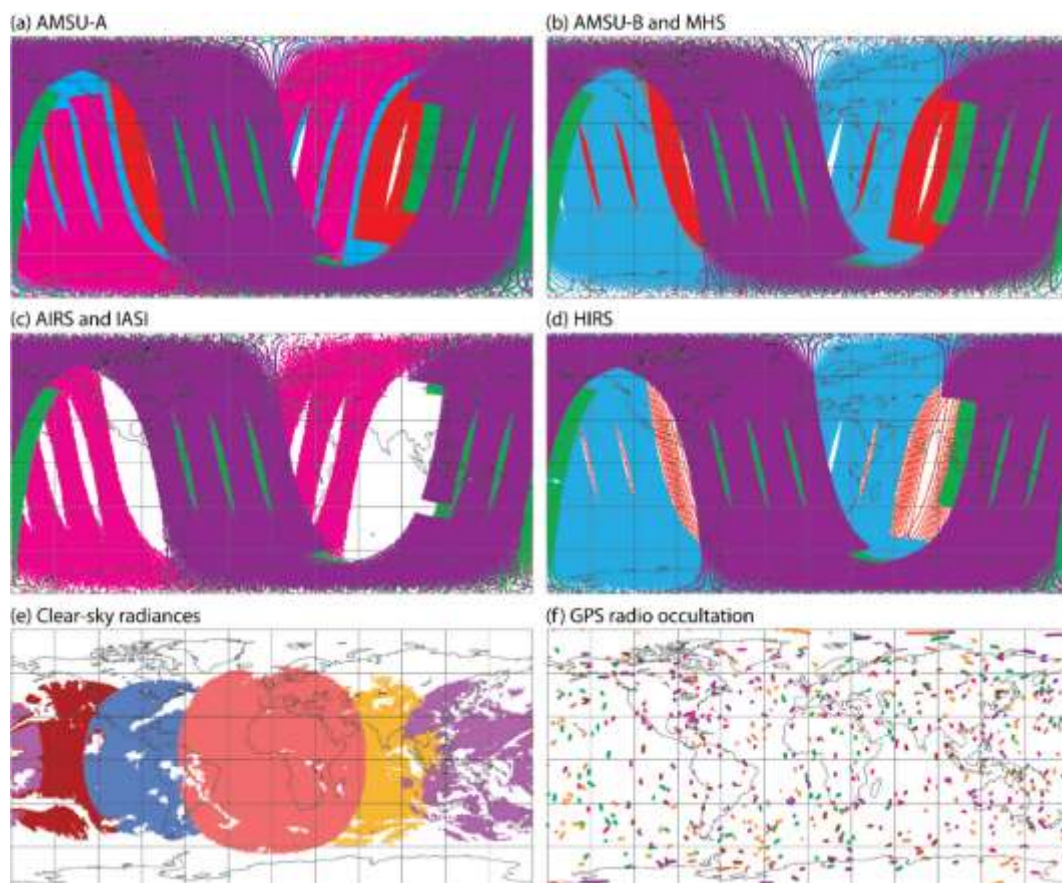 (a) AMSU-A
(b) AMSU-B and MHS
(c) AIRS and IASI
(d) HIRS
(e) Clear-sky radiances
(f) GPS radio occultation